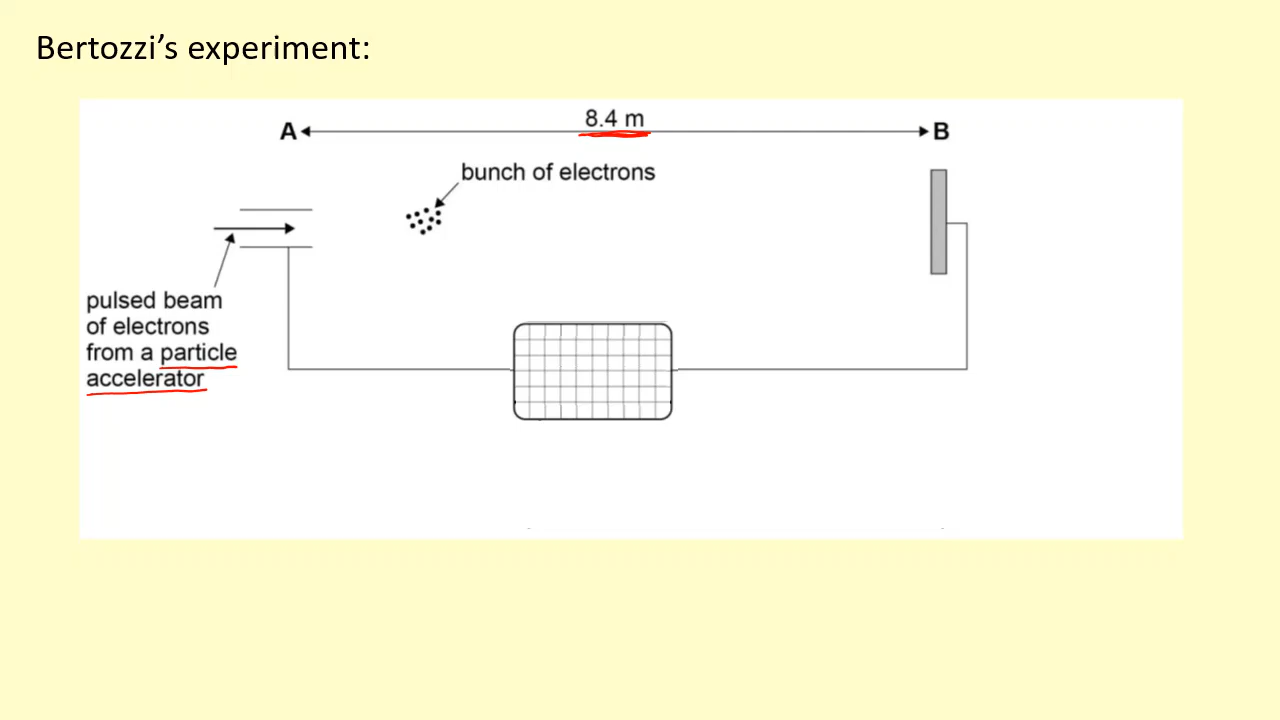 Bertozzi's experiment:
A
8.4 m
B
bunch of electrons
pulsed beam
of electrons
from a particle
accelerator